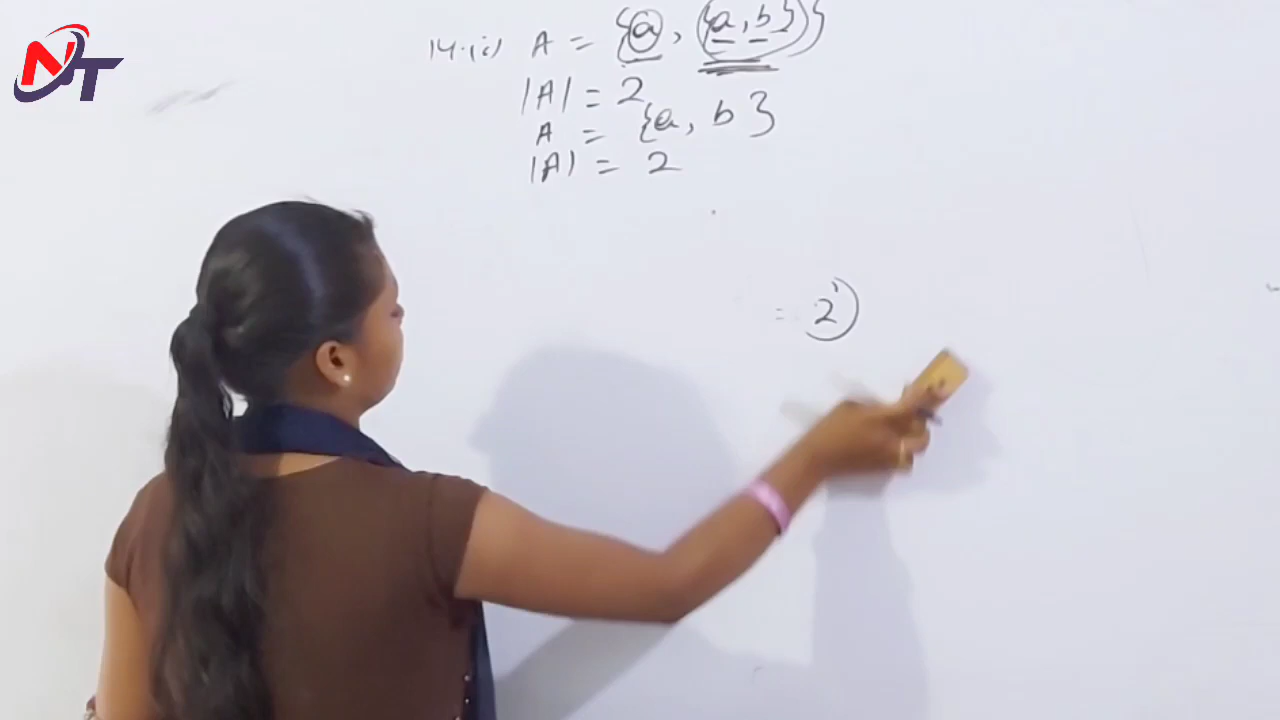 NT
14.(i) A = {a, {a, b}}
|A| = 2
A = {a, b}
|A| = 2
= 2